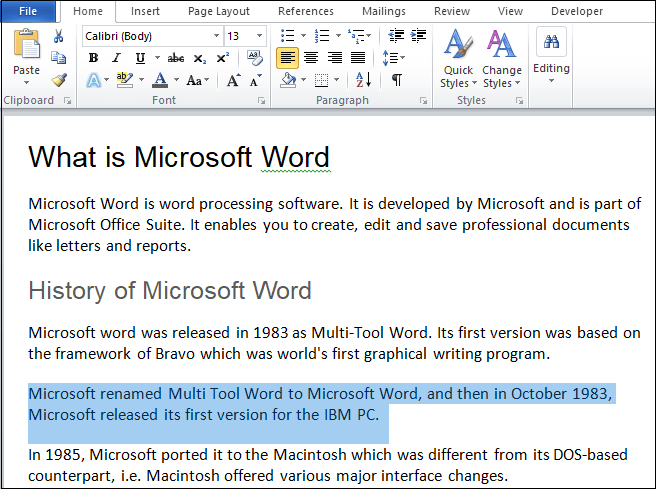 File Home Insert Page Layout References Mailings Review View Developer
Calibri (Body) 13
Paste B I U abc X₂ X² Quick Styles Change Styles Editing
A ab A Aa A A A Z ¶
Clipboard Font Paragraph Styles
What is Microsoft Word
Microsoft Word is word processing software. It is developed by Microsoft and is part of
Microsoft Office Suite. It enables you to create, edit and save professional documents
like letters and reports.
History of Microsoft Word
Microsoft word was released in 1983 as Multi-Tool Word. Its first version was based on
the framework of Bravo which was world's first graphical writing program.
Microsoft renamed Multi Tool Word to Microsoft Word, and then in October 1983,
Microsoft released its first version for the IBM PC.
In 1985, Microsoft ported it to the Macintosh which was different from its DOS-based
counterpart, i.e. Macintosh offered various major interface changes.